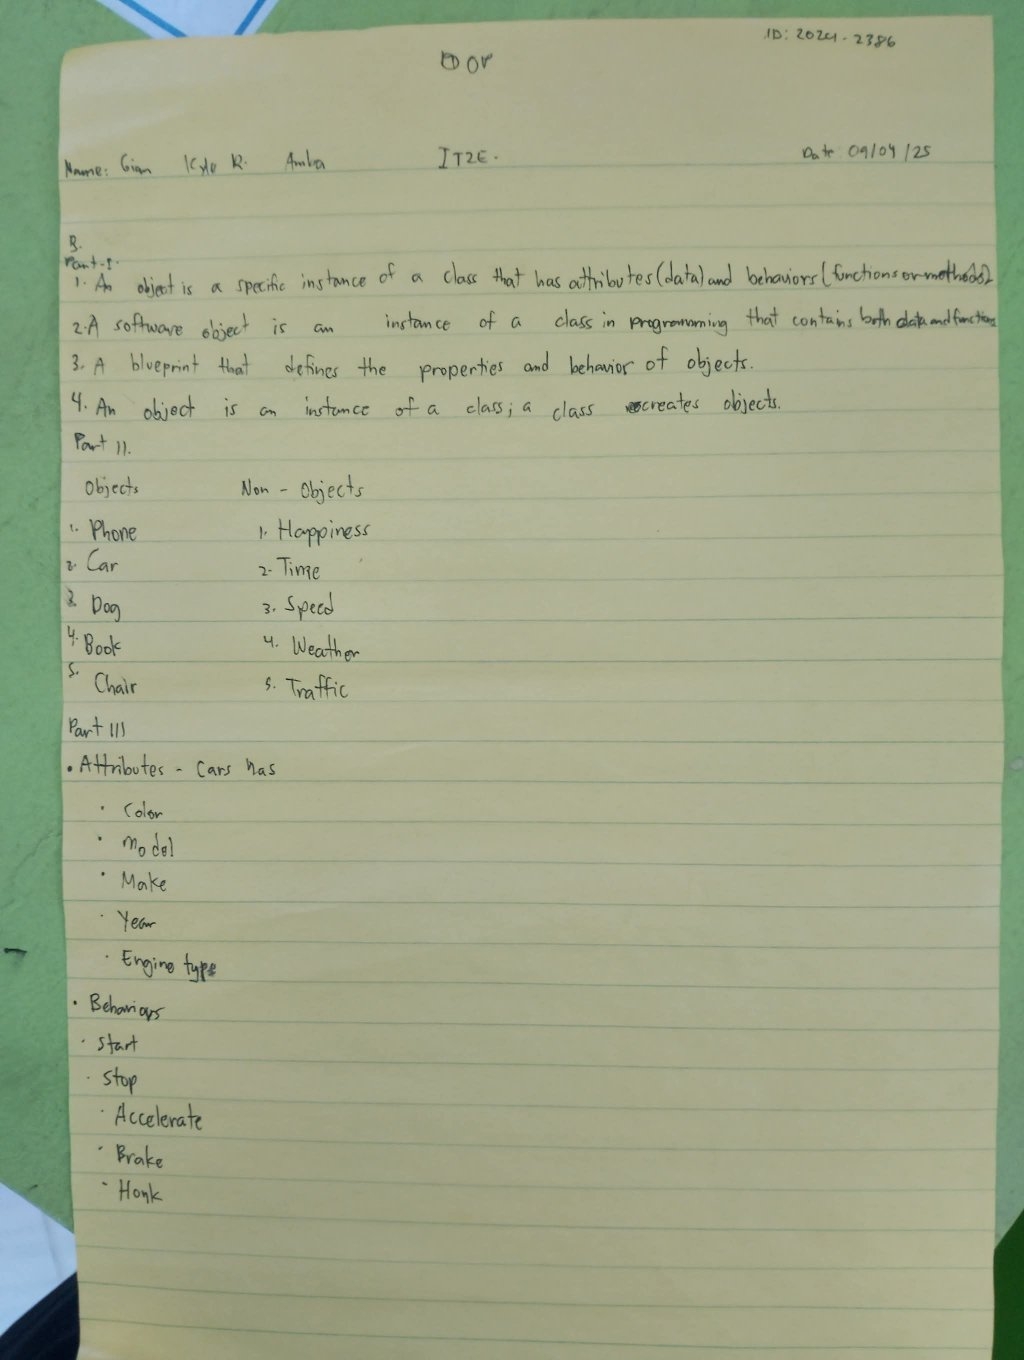 ID: 2024-2386
OOP
Name: Gian Kyle R. Amba IT2E. Date: 09/04/25
B.
Part-I.
1. An object is a specific instance of a class that has attributes (data) and behaviors (functions or methods).
2. A software object is an instance of a class in programming that contains both data and functions
3. A blueprint that defines the properties and behavior of objects.
4. An object is an instance of a class; a class creates objects.
Part II.
Objects Non - Objects
1. Phone 1. Happiness
2. Car 2. Time
3. Dog 3. Speed
4. Book 4. Weather
5. Chair 5. Traffic
Part III
• Attributes - Cars has
• Color
• Model
• Make
• Year
• Engine type
• Behaviors
• Start
• Stop
• Accelerate
• Brake
• Honk